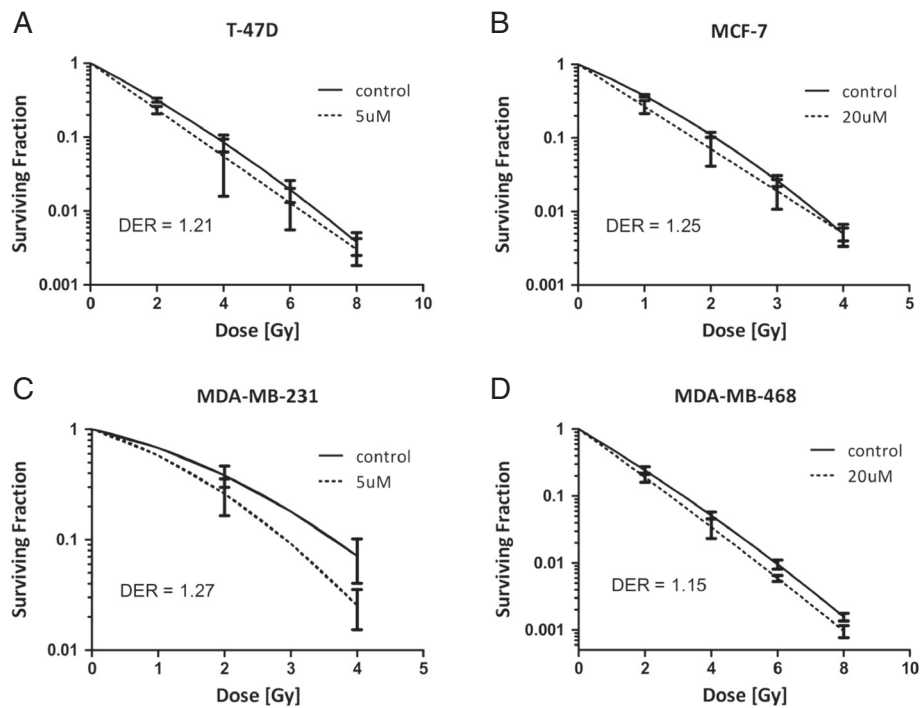 A
T-47D
Surviving Fraction
1
0.1
0.01
0.001
control
5uM
DER = 1.21
0 2 4 6 8 10
Dose [Gy]
B
MCF-7
Surviving Fraction
1
0.1
0.01
0.001
control
20uM
DER = 1.25
0 1 2 3 4 5
Dose [Gy]
C
MDA-MB-231
Surviving Fraction
1
0.1
0.01
control
5uM
DER = 1.27
0 1 2 3 4 5
Dose [Gy]
D
MDA-MB-468
Surviving Fraction
1
0.1
0.01
0.001
control
20uM
DER = 1.15
0 2 4 6 8 10
Dose [Gy]